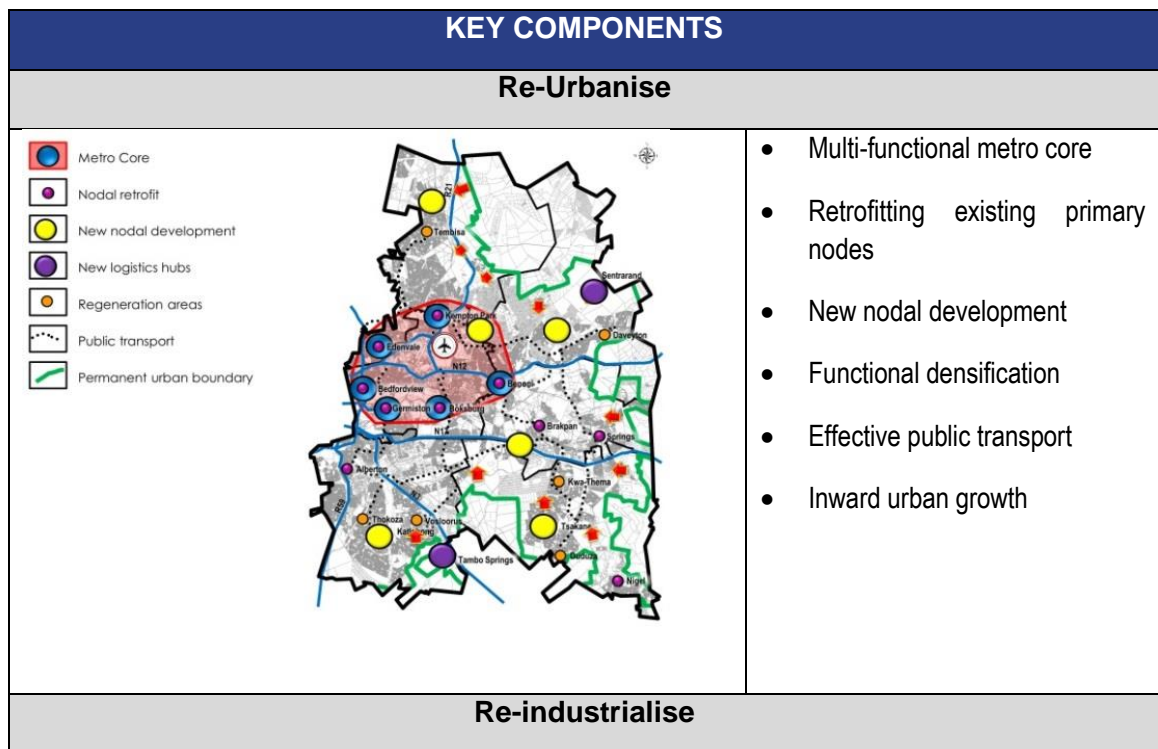 KEY COMPONENTS
Re-Urbanise
Metro Core
Nodal retrofit
New nodal development
New logistics hubs
Regeneration areas
Public transport
Permanent urban boundary
R21
Tembisa
Sentrarand
Kempton Park
Daveyton
Edenvale
N12
Bedfordview
Benoni
Germiston
Boksburg
Brakpan
Springs
Alberton
Kwa-Thema
R59
Thokoza
Vosloorus
Tsakane
Tambo Springs
Nigel
• Multi-functional metro core
• Retrofitting existing primary
nodes
• New nodal development
• Functional densification
• Effective public transport
• Inward urban growth
Re-industrialise